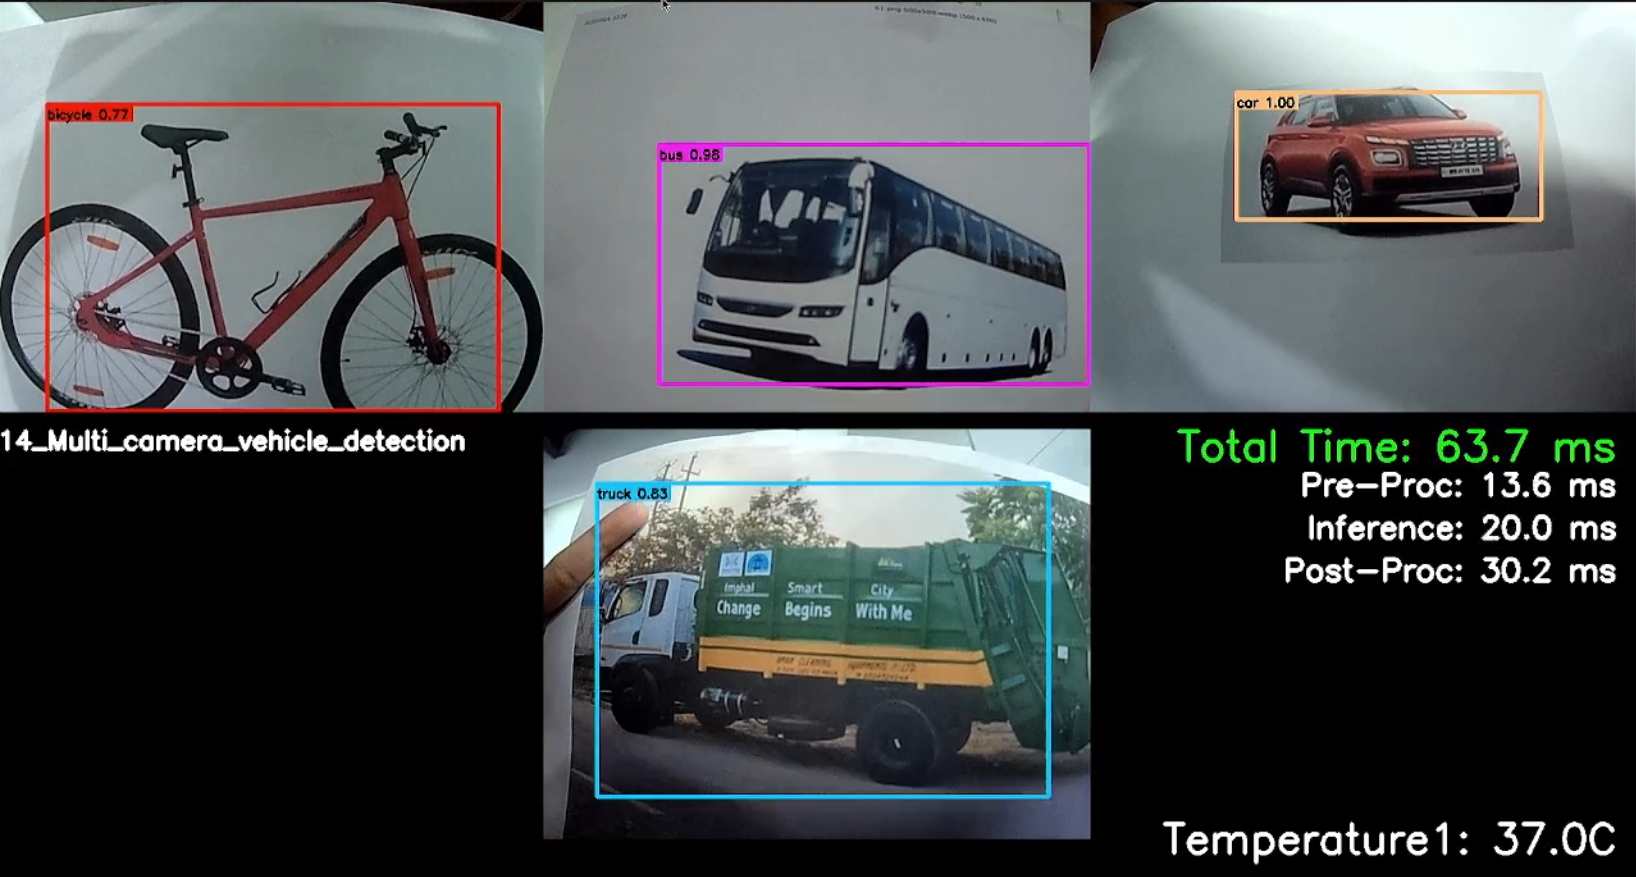 bicycle 0.77
bus 0.98
car 1.00
14_Multi_camera_vehicle_detection
Total Time: 63.7 ms
Pre-Proc: 13.6 ms
Inference: 20.0 ms
Post-Proc: 30.2 ms
truck 0.83
Imphal Smart City
Change Begins With Me
Temperature1: 37.0C